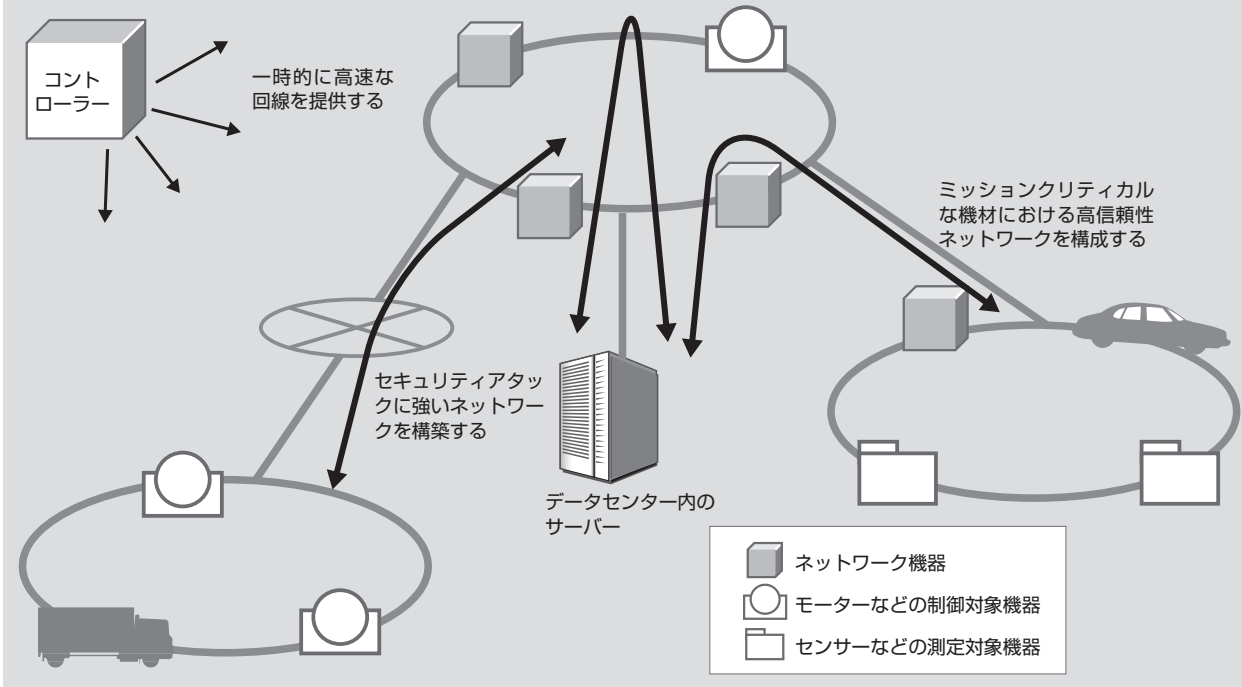 コント
ローラー
一時的に高速な
回線を提供する
ミッションクリティカル
な機材における高信頼性
ネットワークを構成する
セキュリティアタッ
クに強いネットワー
クを構築する
データセンター内の
サーバー
ネットワーク機器
モーターなどの制御対象機器
センサーなどの測定対象機器